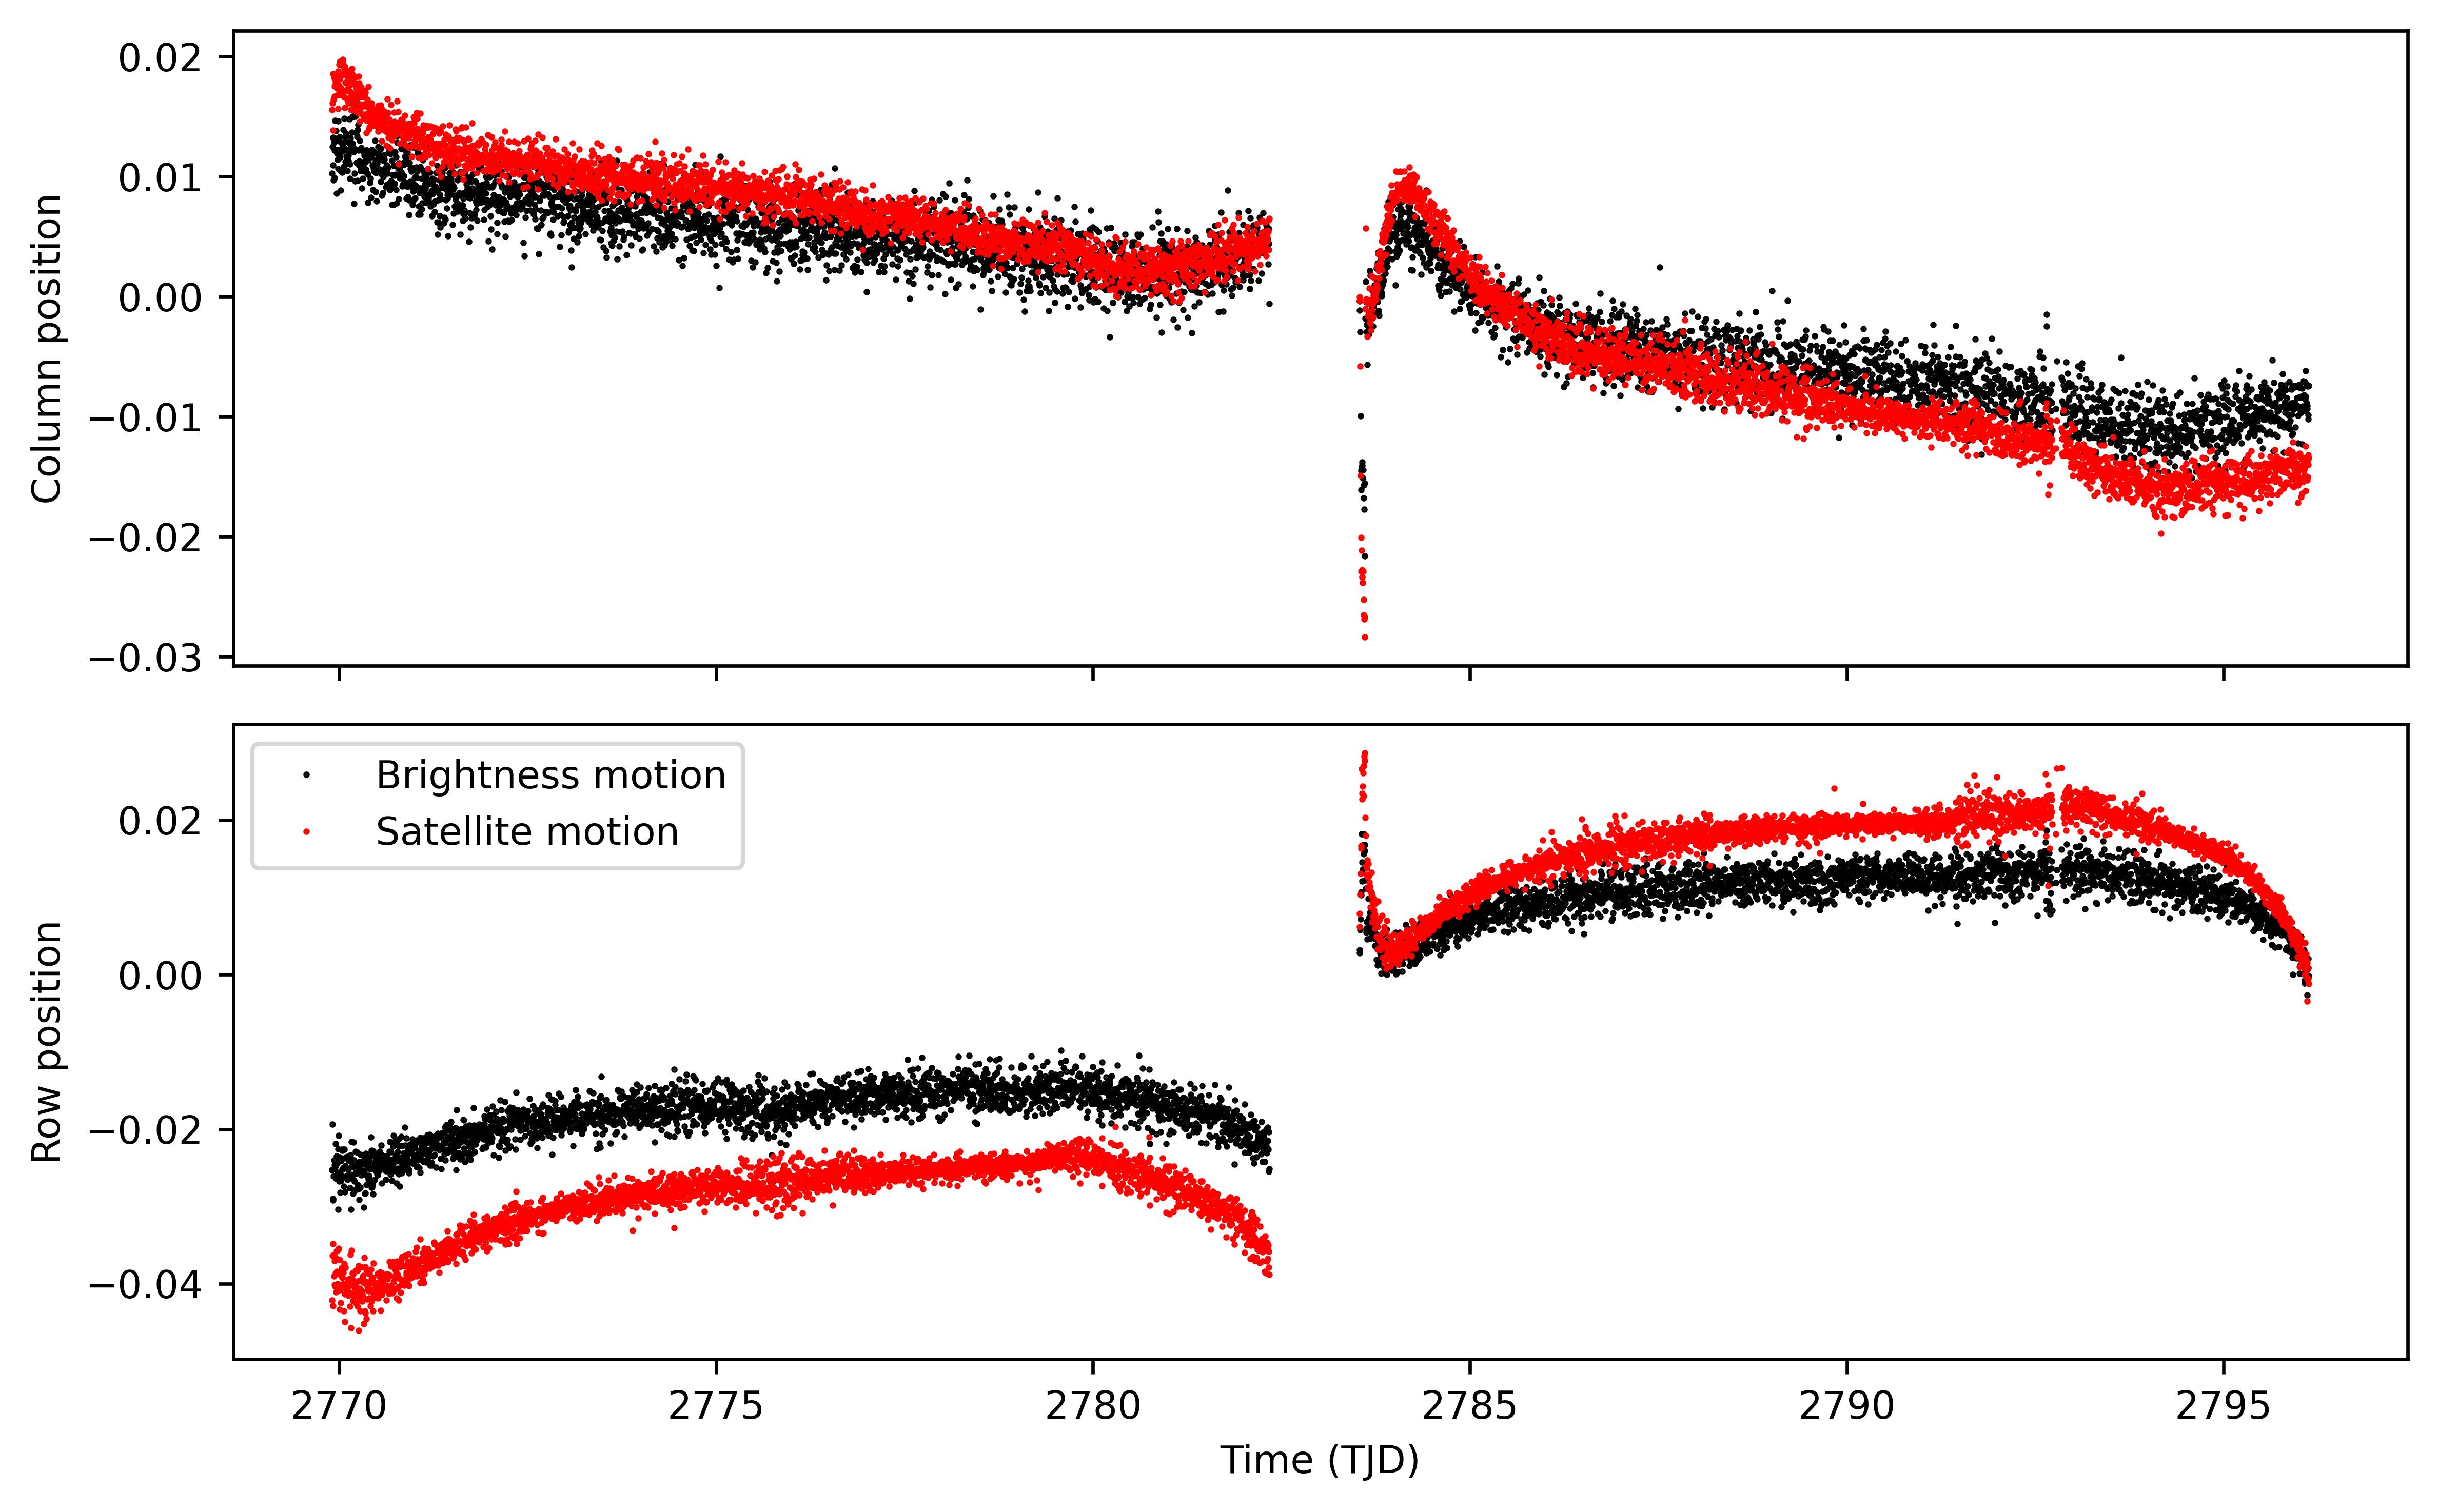 0.02
0.01
0.00
−0.01
−0.02
−0.03
Column position
Brightness motion
Satellite motion
0.02
0.00
−0.02
−0.04
Row position
2770 2775 2780 2785 2790 2795
Time (TJD)